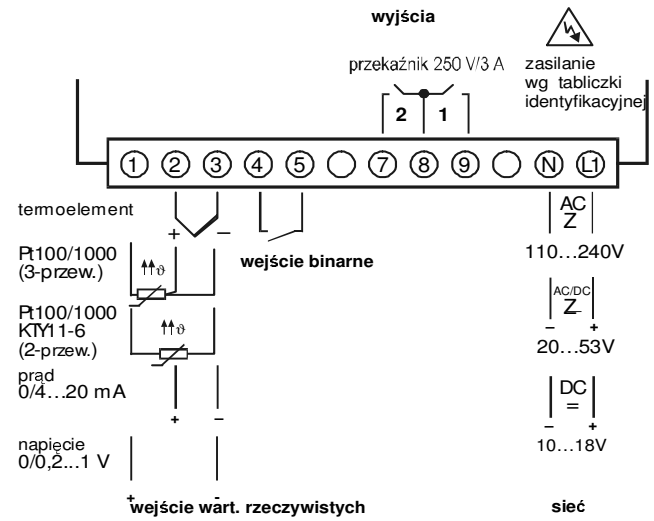 wyjścia
przekaźnik 250 V/3 A
zasilanie
wg tabliczki
identyfikacyjnej
2 1
1 2 3 4 5 7 8 9 N L1
termoelement
+ –
wejście binarne
AC
110...240V
Pt100/1000
(3-przew.)
ϑ
AC/DC
– +
20...53V
Pt100/1000
KTY11-6
(2-przew.)
ϑ
DC
=
– +
10...18V
prąd
0/4...20 mA
+ –
napięcie
0/0,2...1 V
+ -
wejście wart. rzeczywistych
sieć